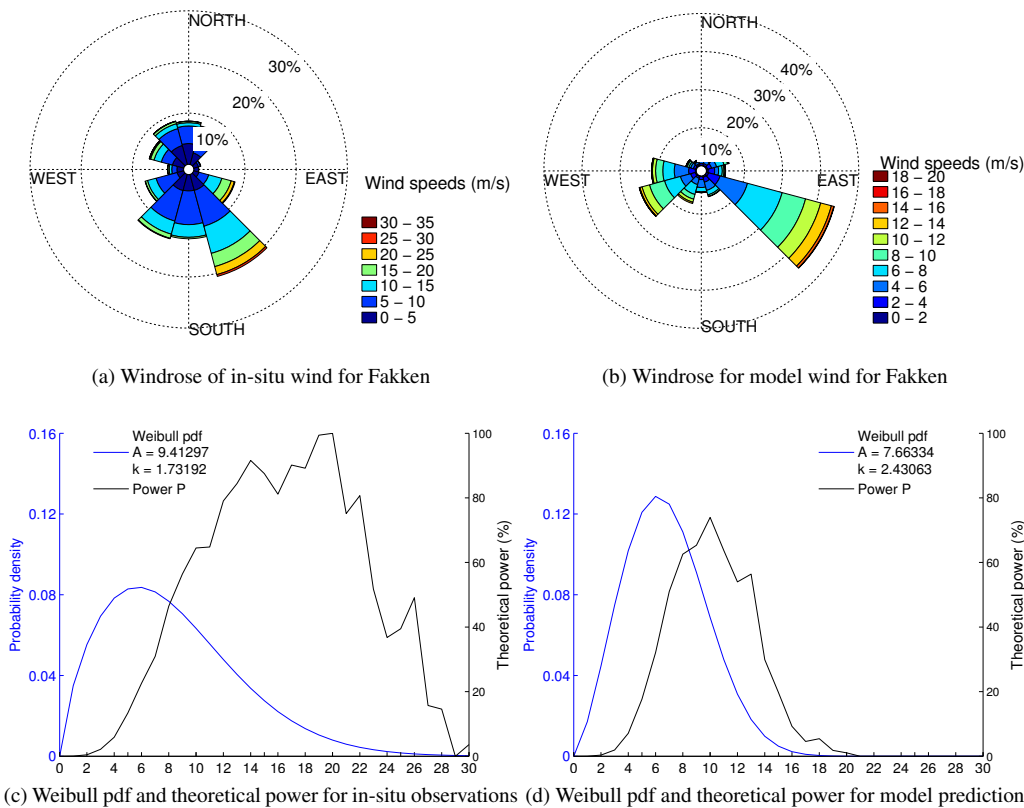 NORTH
30%
20%
10%
WEST
EAST
SOUTH
Wind speeds (m/s)
30 − 35
25 − 30
20 − 25
15 − 20
10 − 15
5 − 10
0 − 5
(a) Windrose of in-situ wind for Fakken
NORTH
40%
30%
20%
10%
WEST
EAST
SOUTH
Wind speeds (m/s)
18 − 20
16 − 18
14 − 16
12 − 14
10 − 12
8 − 10
6 − 8
4 − 6
2 − 4
0 − 2
(b) Windrose for model wind for Fakken
Weibull pdf
A = 9.41297
k = 1.73192
Power P
Probability density
0.16
0.12
0.08
0.04
0
Theoretical power (%)
100
80
60
40
20
0
0 2 4 6 8 10 12 14 16 18 20 22 24 26 28 30
(c) Weibull pdf and theoretical power for in-situ observations
Weibull pdf
A = 7.66334
k = 2.43063
Power P
Probability density
0.16
0.12
0.08
0.04
0
Theoretical power (%)
100
80
60
40
20
0
0 2 4 6 8 10 12 14 16 18 20 22 24 26 28 30
(d) Weibull pdf and theoretical power for model prediction